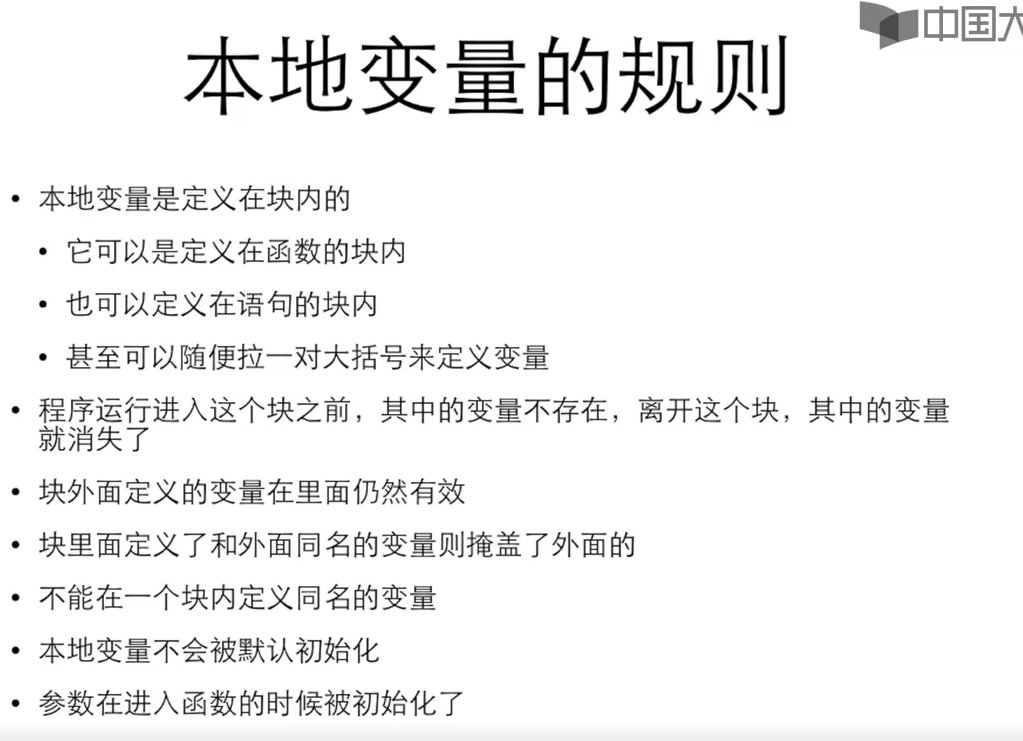 中国大
本地变量的规则
• 本地变量是定义在块内的
• 它可以是定义在函数的块内
• 也可以定义在语句的块内
• 甚至可以随便拉一对大括号来定义变量
• 程序运行进入这个块之前，其中的变量不存在，离开这个块，其中的变量
就消失了
• 块外面定义的变量在里面仍然有效
• 块里面定义了和外面同名的变量则掩盖了外面的
• 不能在一个块内定义同名的变量
• 本地变量不会被默认初始化
• 参数在进入函数的时候被初始化了